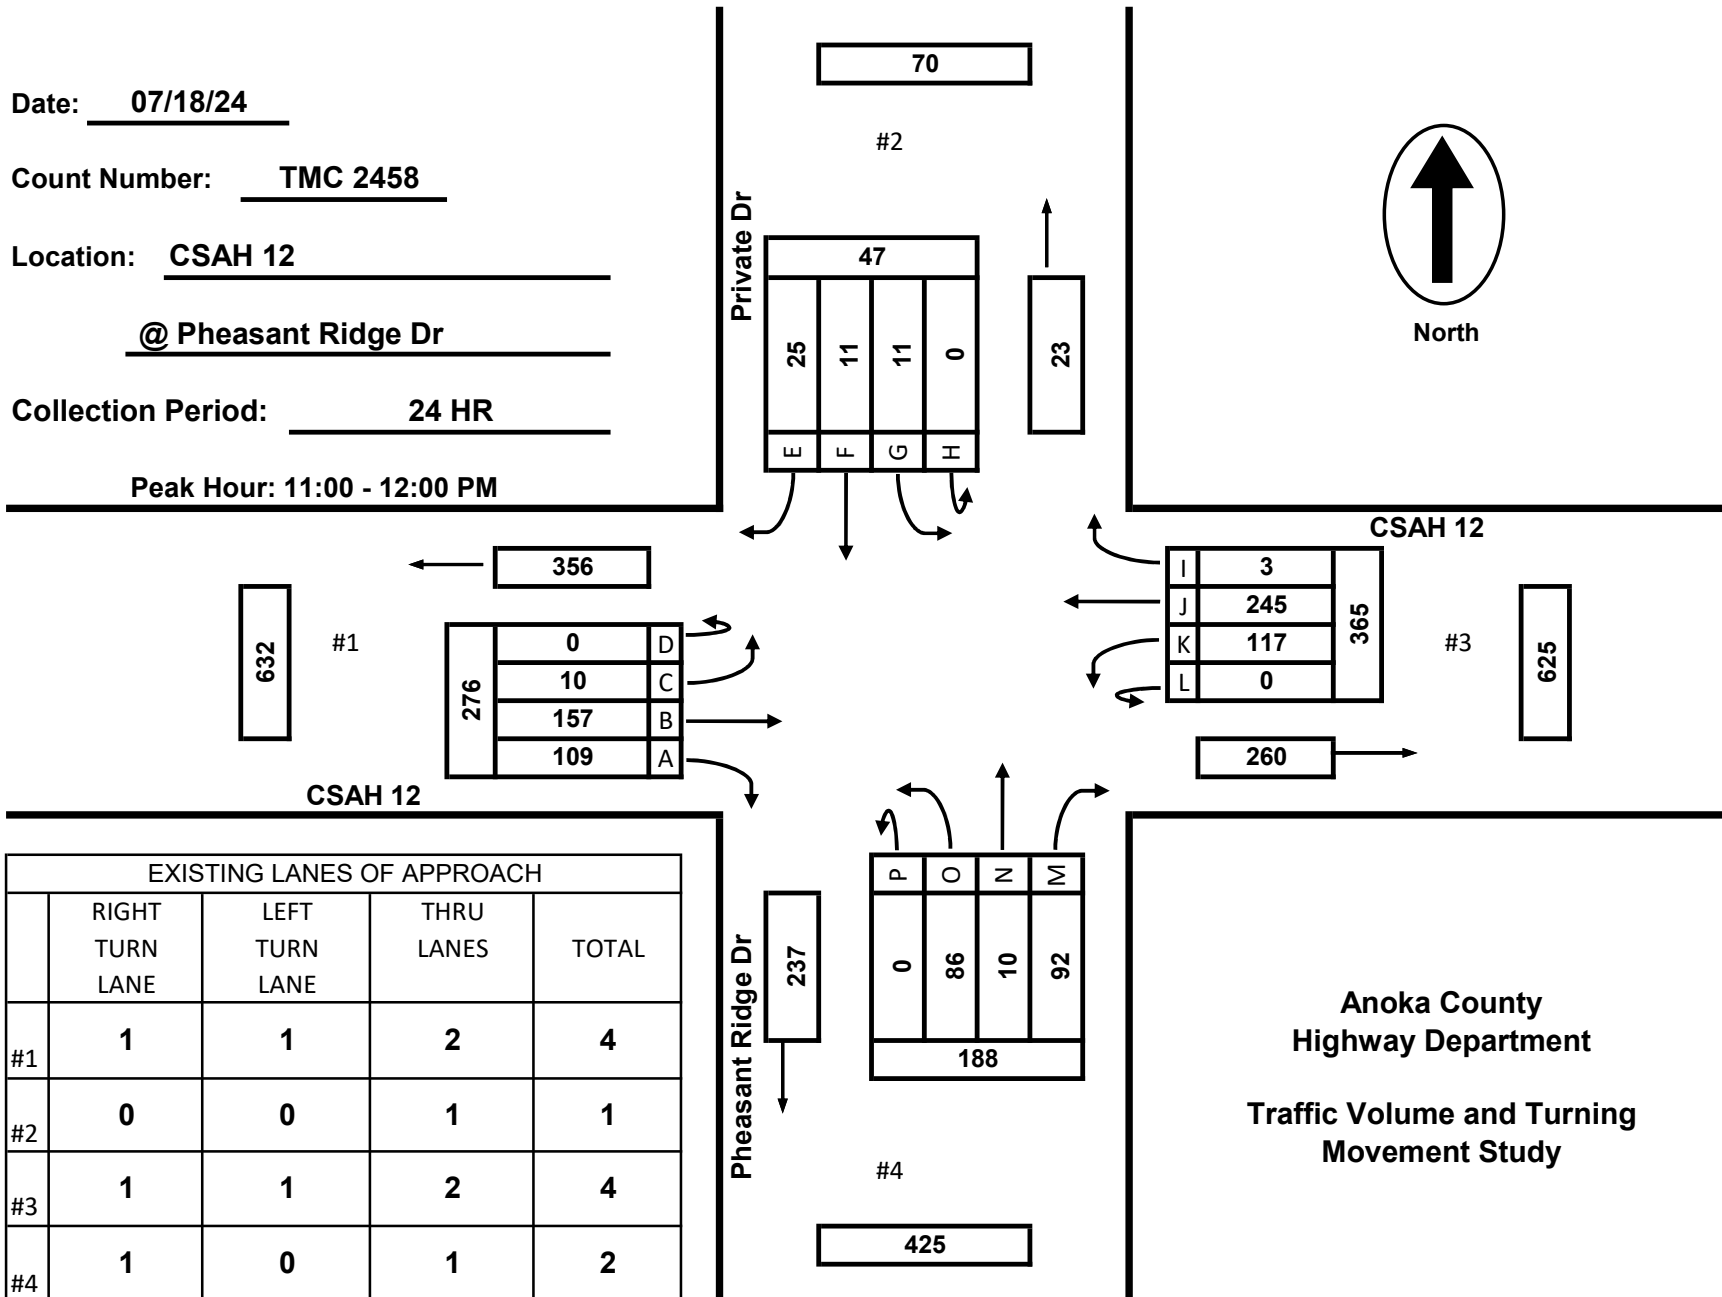 Date: 07/18/24
Count Number: TMC 2458
Location: CSAH 12
@ Pheasant Ridge Dr
Collection Period: 24 HR
Peak Hour: 11:00 - 12:00 PM
70
#2
Private Dr
47
25 11 11 0
E F G H
23
North
CSAH 12
356
632
#1
276
0 D
10 C
157 B
109 A
CSAH 12
I 3
J 245
K 117
L 0
365
#3
625
260
P O N M
0 86 10 92
188
237
Pheasant Ridge Dr
#4
425
EXISTING LANES OF APPROACH
RIGHT LEFT THRU
TURN TURN LANES TOTAL
LANE LANE
#1 1 1 2 4
#2 0 0 1 1
#3 1 1 2 4
#4 1 0 1 2
Anoka County
Highway Department
Traffic Volume and Turning
Movement Study